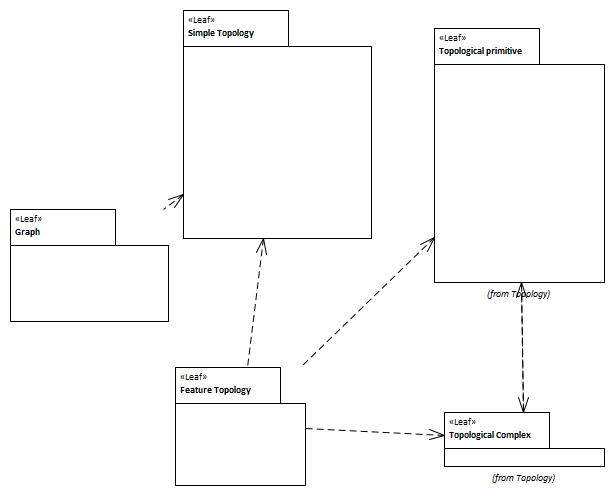 «Leaf»
Simple Topology
«Leaf»
Topological primitive
«Leaf»
Graph
(from Topology)
«Leaf»
Feature Topology
«Leaf»
Topological Complex
(from Topology)